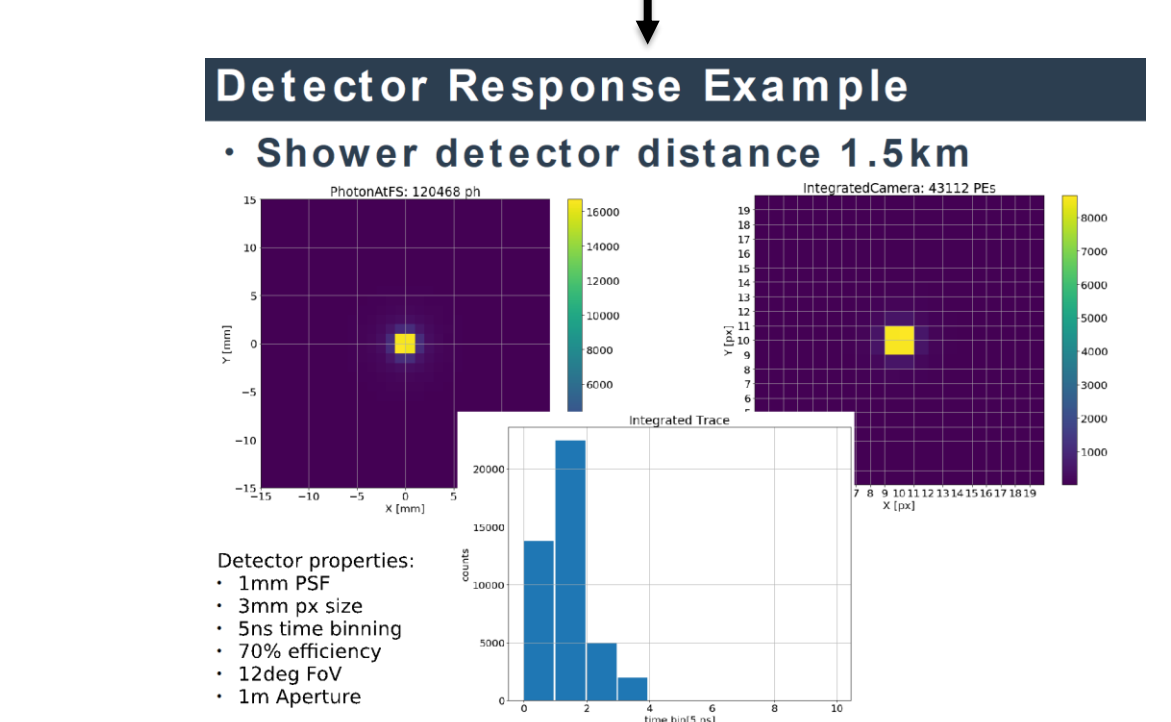 Detector Response Example
• Shower detector distance 1.5km
PhotonAtFS: 120468 ph
15
10
5
0
−5
−10
−15
Y [mm]
−15 −10 −5 0 5
X [mm]
16000
14000
12000
10000
8000
6000
IntegratedCamera: 43112 PEs
19
18
17
16
15
14
13
12
11
10
9
8
7
6
Y [px]
7 8 9 10 11 12 13 14 15 16 17 18 19
X [px]
8000
7000
6000
5000
4000
3000
2000
1000
Integrated Trace
20000
15000
10000
5000
0
counts
0 2 4 6 8 10
time bin[5 ns]
Detector properties:
• 1mm PSF
• 3mm px size
• 5ns time binning
• 70% efficiency
• 12deg FoV
• 1m Aperture